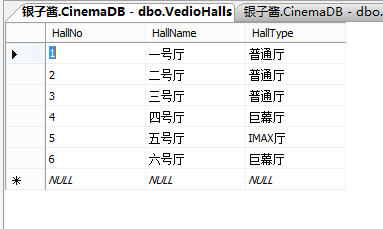 银子酱.CinemaDB - dbo.VedioHalls 银子酱.CinemaDB - dbo.
HallNo HallName HallType
1 一号厅 普通厅
2 二号厅 普通厅
3 三号厅 普通厅
4 四号厅 巨幕厅
5 五号厅 IMAX厅
6 六号厅 巨幕厅
NULL NULL NULL